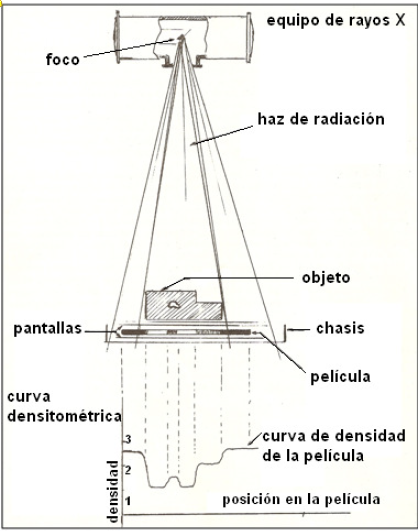 equipo de rayos X
foco
haz de radiación
objeto
pantallas
chasis
película
curva
densitométrica
3
curva de densidad
de la película
2
densidad
1
posición en la película